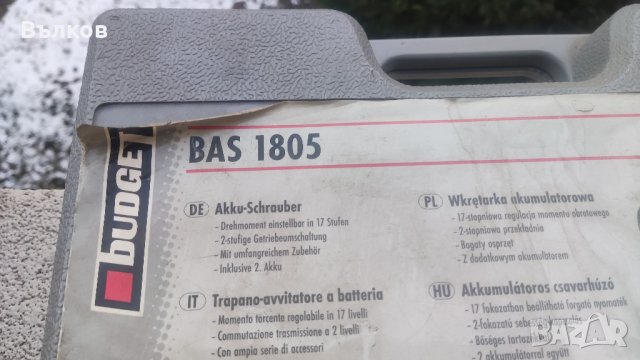 Вълков
BUDGET
BAS 1805
DE Akku-Schrauber
- Drehmoment einstellbar in 17 Stufen
- 2-stufige Getriebeumschaltung
- Mit umfangreichem Zubehör
- Inklusive 2. Akku
PL Wkrętarka akumulatorowa
- 17-stopniowa regulacja momentu obrotowego
- 2-stopniowa przekładnia
- Bogaty osprzęt
- Z dodatkowym akumulatorem
IT Trapano-avvitatore a batteria
- Momento torcente regolabile in 17 livelli
- Commutazione trasmissione a 2 livelli
- Con ampia serie di accessori
HU Akkumulátoros csavarhúzó
- 17 fokozatban beállítható forgató nyomaték
- 2-fokozatú
- Bőséges tartozé
- 2 akkumulátorral együtt
BAZAR